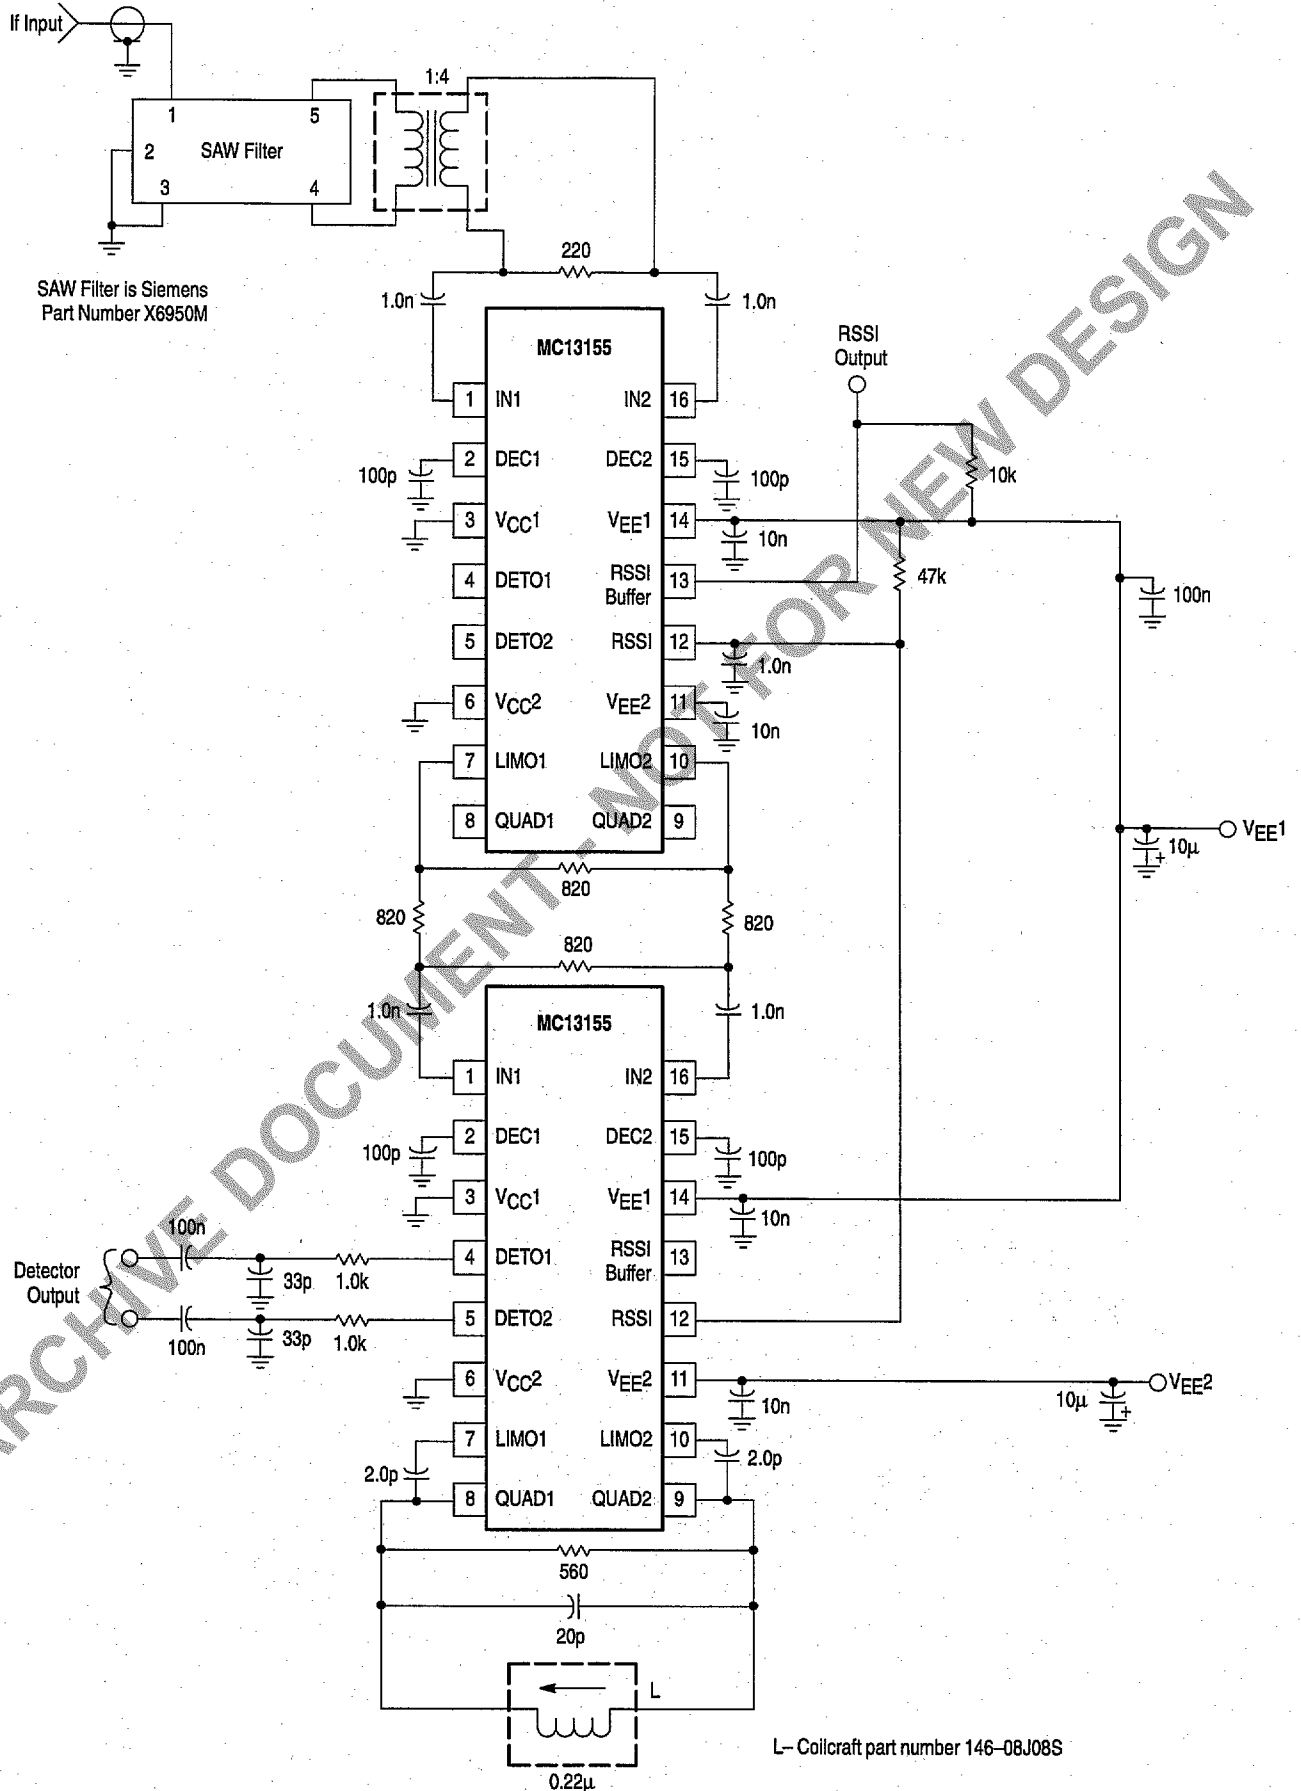 If Input
1:4
1
5
2
SAW Filter
3
4
SAW Filter is Siemens
Part Number X6950M
220
1.0n
1.0n
MC13155
1 IN1 IN2 16
100p
2 DEC1 DEC2 15
100p
3 VCC1 VEE1 14
10n
4 DETO1 RSSI Buffer 13
5 DETO2 RSSI 12
1.0n
6 VCC2 VEE2 11
10n
7 LIMO1 LIMO2 10
8 QUAD1 QUAD2 9
RSSI
Output
10k
47k
100n
VEE1
10µ
820
820
820
820
1.0n
1.0n
MC13155
1 IN1 IN2 16
100p
2 DEC1 DEC2 15
100p
3 VCC1 VEE1 14
10n
100n
4 DETO1 RSSI Buffer 13
Detector
Output
33p
1.0k
5 DETO2 RSSI 12
100n
33p
1.0k
6 VCC2 VEE2 11
10n
10µ
VEE2
7 LIMO1 LIMO2 10
2.0p
2.0p
8 QUAD1 QUAD2 9
560
20p
L
0.22µ
L– Coilcraft part number 146–08J08S
ARCHIVE DOCUMENT - NOT FOR NEW DESIGN
+
+